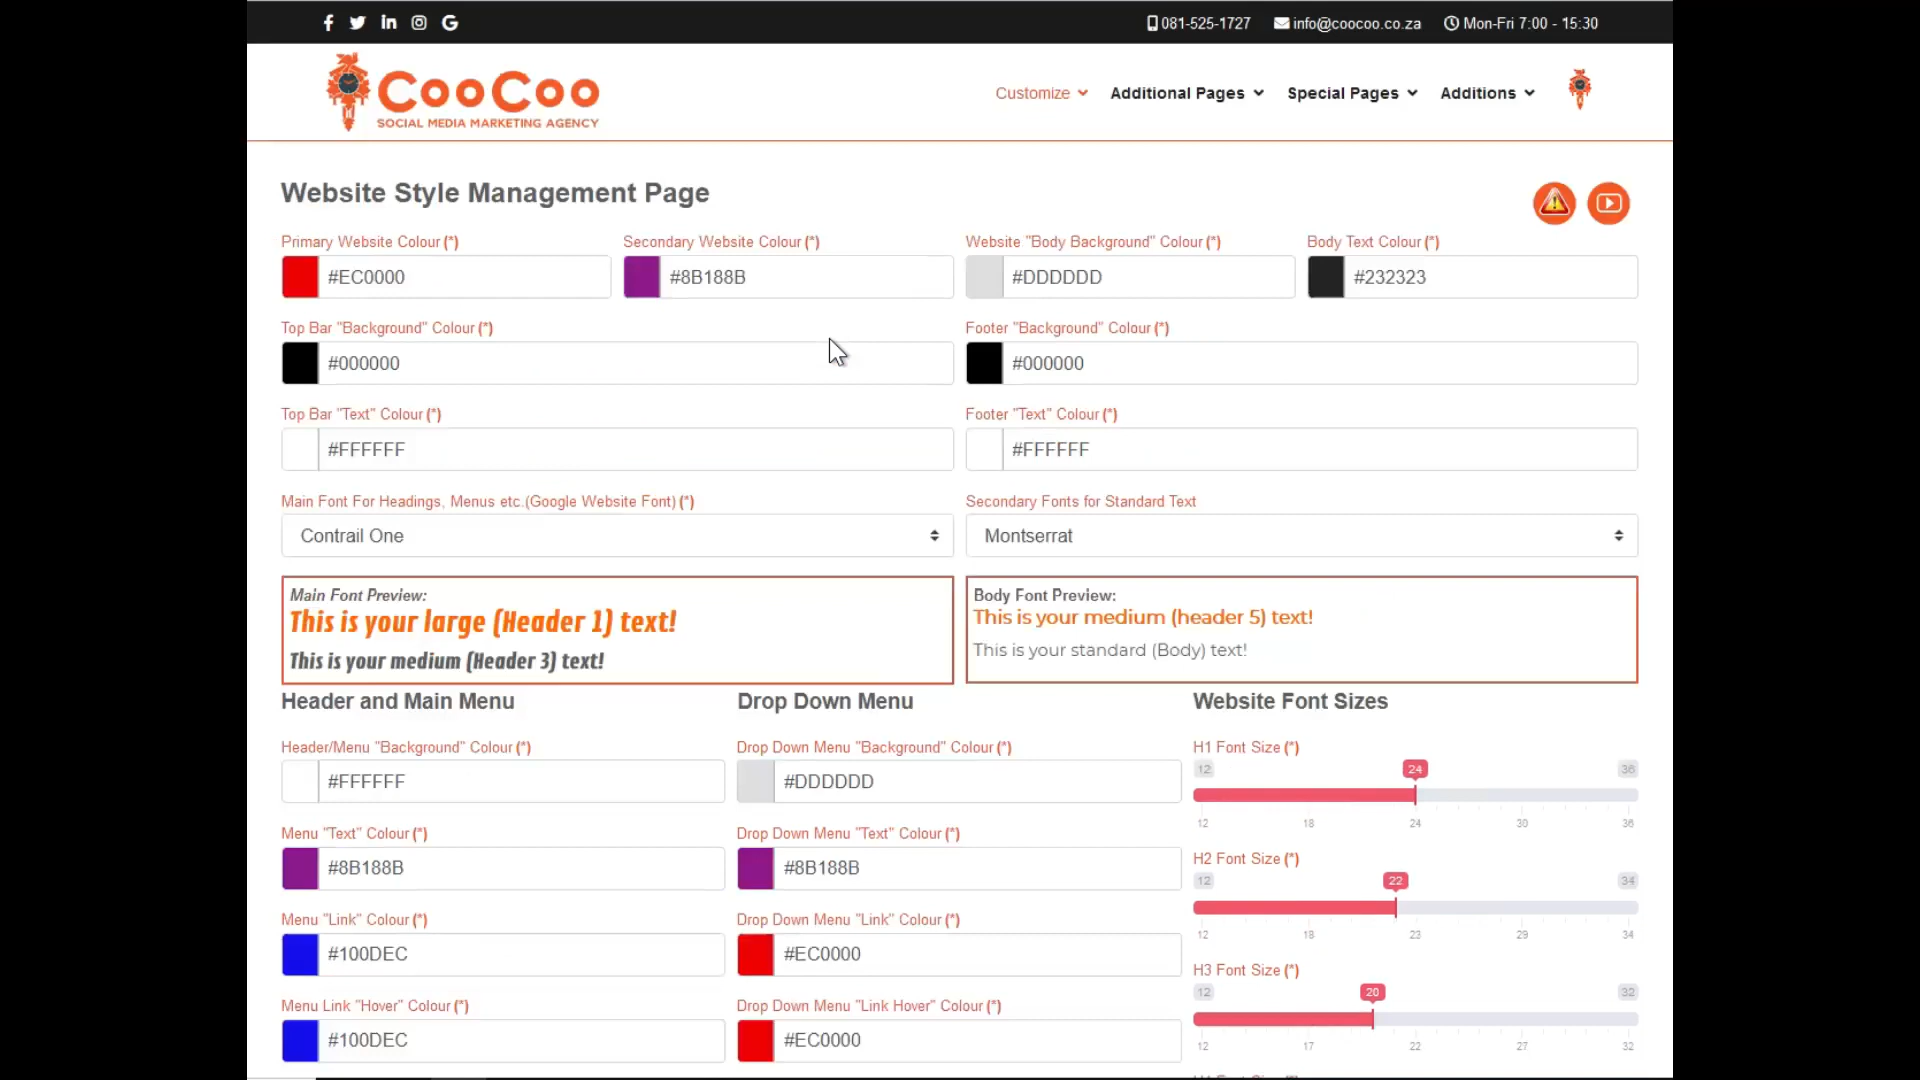 081-525-1727 info@coocoo.co.za Mon-Fri 7:00 - 15:30
CooCoo
SOCIAL MEDIA MARKETING AGENCY
Customize Additional Pages Special Pages Additions
Website Style Management Page
Primary Website Colour (*) Secondary Website Colour (*) Website "Body Background" Colour (*) Body Text Colour (*)
#EC0000 #8B188B #DDDDDD #232323
Top Bar "Background" Colour (*) Footer "Background" Colour (*)
#000000 #000000
Top Bar "Text" Colour (*) Footer "Text" Colour (*)
#FFFFFF #FFFFFF
Main Font For Headings, Menus etc.(Google Website Font) (*) Secondary Fonts for Standard Text
Contrail One Montserrat
Main Font Preview: Body Font Preview:
This is your large (Header 1) text! This is your medium (header 5) text!
This is your medium (Header 3) text! This is your standard (Body) text!
Header and Main Menu Drop Down Menu Website Font Sizes
Header/Menu "Background" Colour (*) Drop Down Menu "Background" Colour (*) H1 Font Size (*)
12 24 36
#FFFFFF #DDDDDD
12 18 24 30 36
Menu "Text" Colour (*) Drop Down Menu "Text" Colour (*) H2 Font Size (*)
#8B188B #8B188B 12 22 34
Menu "Link" Colour (*) Drop Down Menu "Link" Colour (*) 12 18 23 29 34
#100DEC #EC0000 H3 Font Size (*)
12 20 32
Menu Link "Hover" Colour (*) Drop Down Menu "Link Hover" Colour (*)
#100DEC #EC0000 12 17 22 27 32